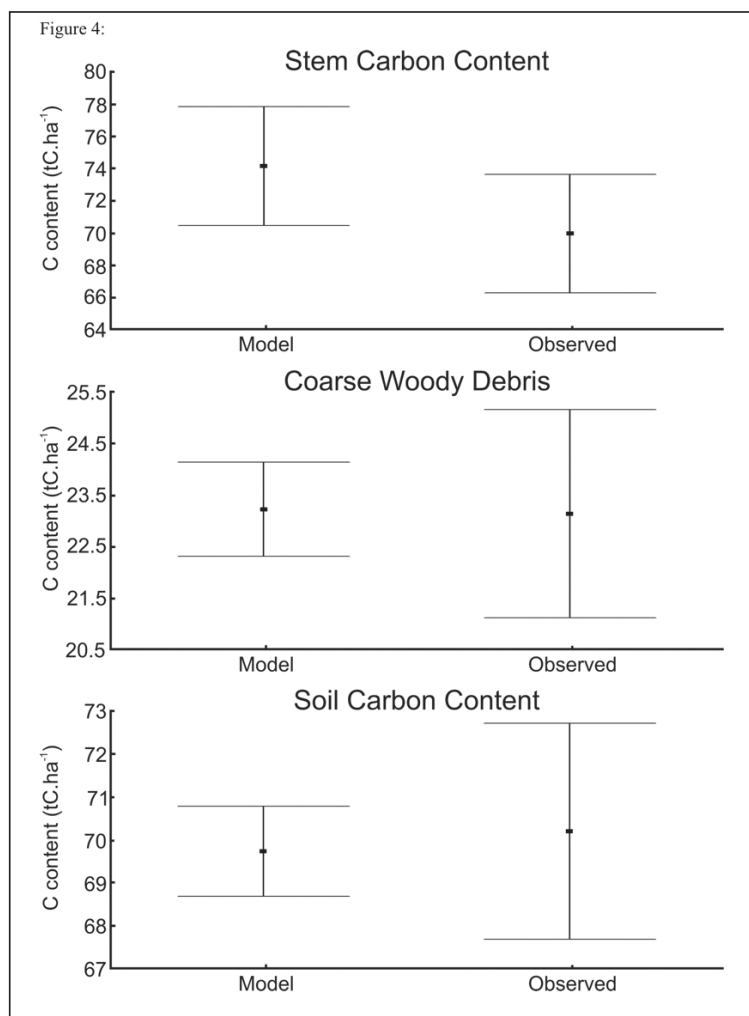 Figure 4:
Stem Carbon Content
C content (tC.ha⁻¹)
80
78
76
74
72
70
68
66
64
Model Observed
Coarse Woody Debris
C content (tC.ha⁻¹)
25.5
24.5
23.5
22.5
21.5
20.5
Model Observed
Soil Carbon Content
C content (tC.ha⁻¹)
73
72
71
70
69
68
67
Model Observed